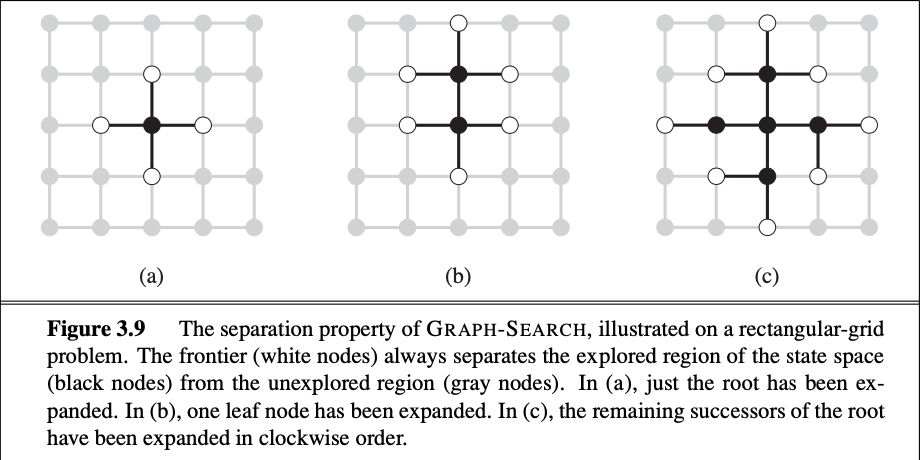 (a) (b) (c)
Figure 3.9 The separation property of GRAPH-SEARCH, illustrated on a rectangular-grid
problem. The frontier (white nodes) always separates the explored region of the state space
(black nodes) from the unexplored region (gray nodes). In (a), just the root has been ex-
panded. In (b), one leaf node has been expanded. In (c), the remaining successors of the root
have been expanded in clockwise order.